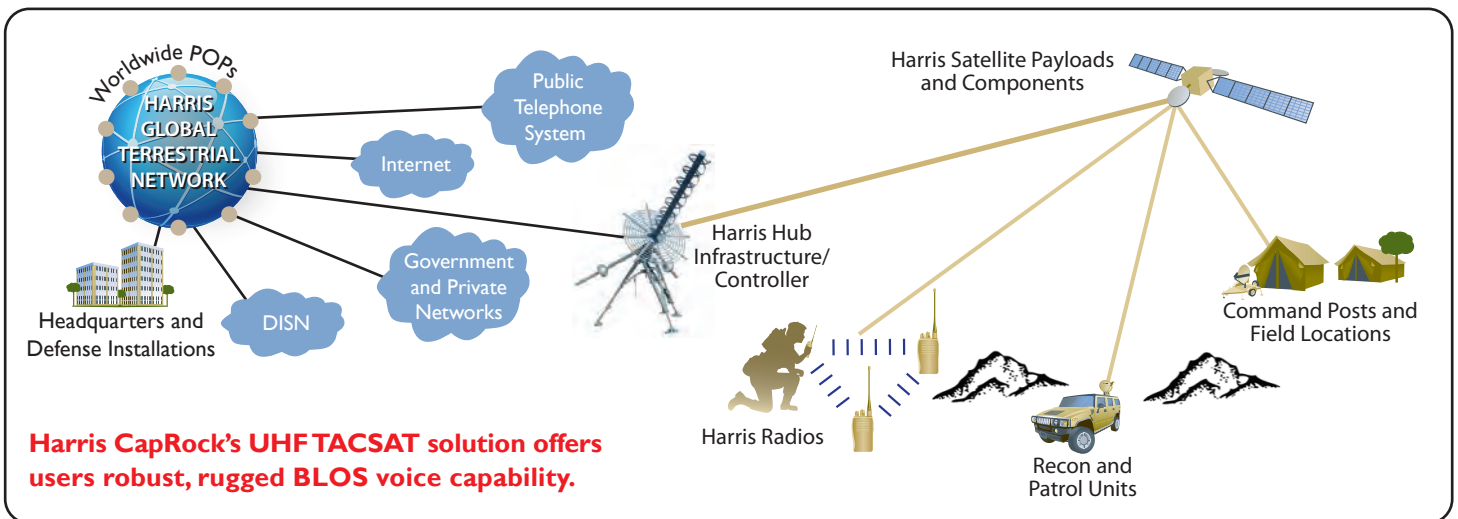 Worldwide POPs
HARRIS
GLOBAL
TERRESTRIAL
NETWORK
Public
Telephone
System
Internet
Government
and Private
Networks
DISN
Headquarters and
Defense Installations
Harris Hub
Infrastructure/
Controller
Harris Satellite Payloads
and Components
Harris Radios
Recon and
Patrol Units
Command Posts and
Field Locations
Harris CapRock’s UHF TACSAT solution offers
users robust, rugged BLOS voice capability.